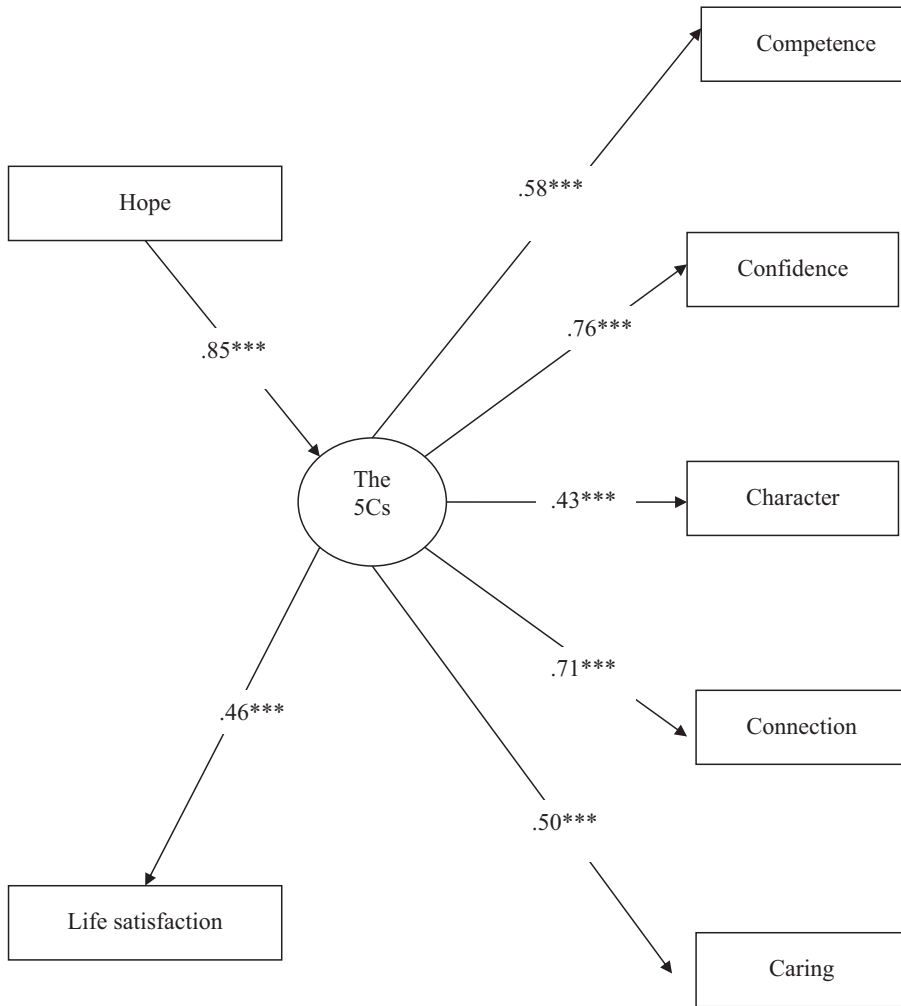 Competence
.58***
Hope
Confidence
.76***
.85***
The
5Cs
.43***
Character
.71***
.46***
Connection
.50***
Life satisfaction
Caring